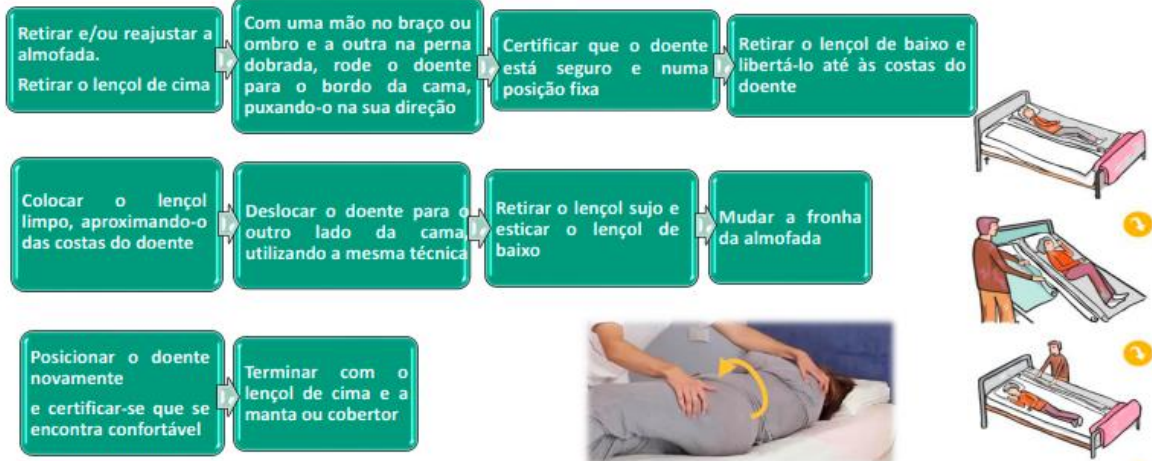 Retirar e/ou reajustar a
almofada.
Retirar o lençol de cima
Com uma mão no braço ou
ombro e a outra na perna
dobrada, rode o doente
para o bordo da cama,
puxando-o na sua direção
Certificar que o doente
está seguro e numa
posição fixa
Retirar o lençol de baixo e
libertá-lo até às costas do
doente
Colocar o lençol
limpo, aproximando-o
das costas do doente
Deslocar o doente para o
outro lado da cama,
utilizando a mesma técnica
Retirar o lençol sujo e
esticar o lençol de
baixo
Mudar a fronha
da almofada
Posicionar o doente
novamente
e certificar-se que se
encontra confortável
Terminar com o
lençol de cima e a
manta ou cobertor